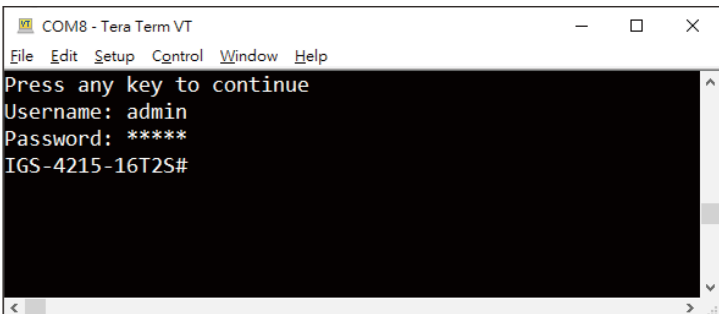 COM8 - Tera Term VT
File Edit Setup Control Window Help
Press any key to continue
Username: admin
Password: *****
IGS-4215-16T2S#